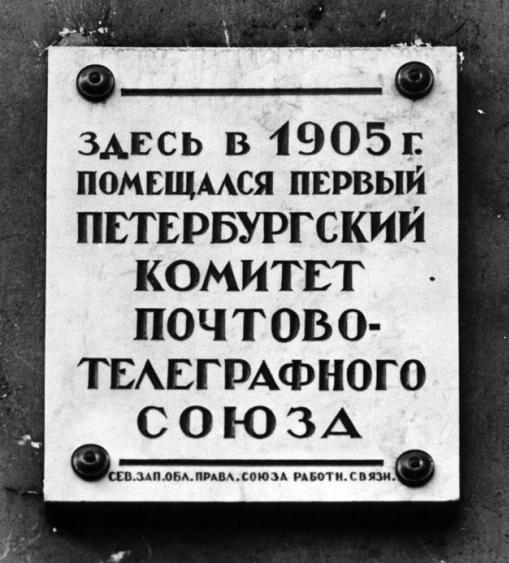 ЗДЕСЬ В 1905 г.
ПОМЕЩАЛСЯ ПЕРВЫЙ
ПЕТЕРБУРГСКИЙ
КОМИТЕТ
ПОЧТОВО-
ТЕЛЕГРАФНОГО
СОЮЗА
СЕВ.ЗАП.ОБЛ.ПРАВЛ.СОЮЗА РАБОТН.СВЯЗИ.